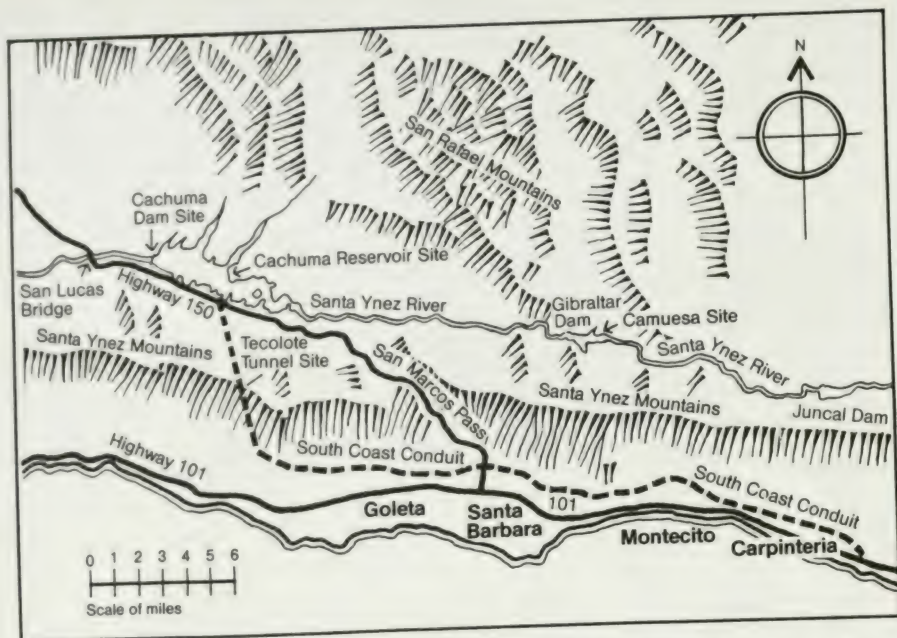 N
San Rafael Mountains
Cachuma
Dam Site
Cachuma Reservoir Site
San Lucas
Bridge
Highway 150
Santa Ynez River
Gibraltar
Dam
Camuesa Site
Santa Ynez Mountains
Tecolote
Tunnel Site
San Marcos Pass
Santa Ynez River
Santa Ynez Mountains
Juncal Dam
Highway 101
South Coast Conduit
South Coast Conduit
101
Goleta
Santa
Barbara
Montecito
Carpinteria
0 1 2 3 4 5 6
Scale of miles